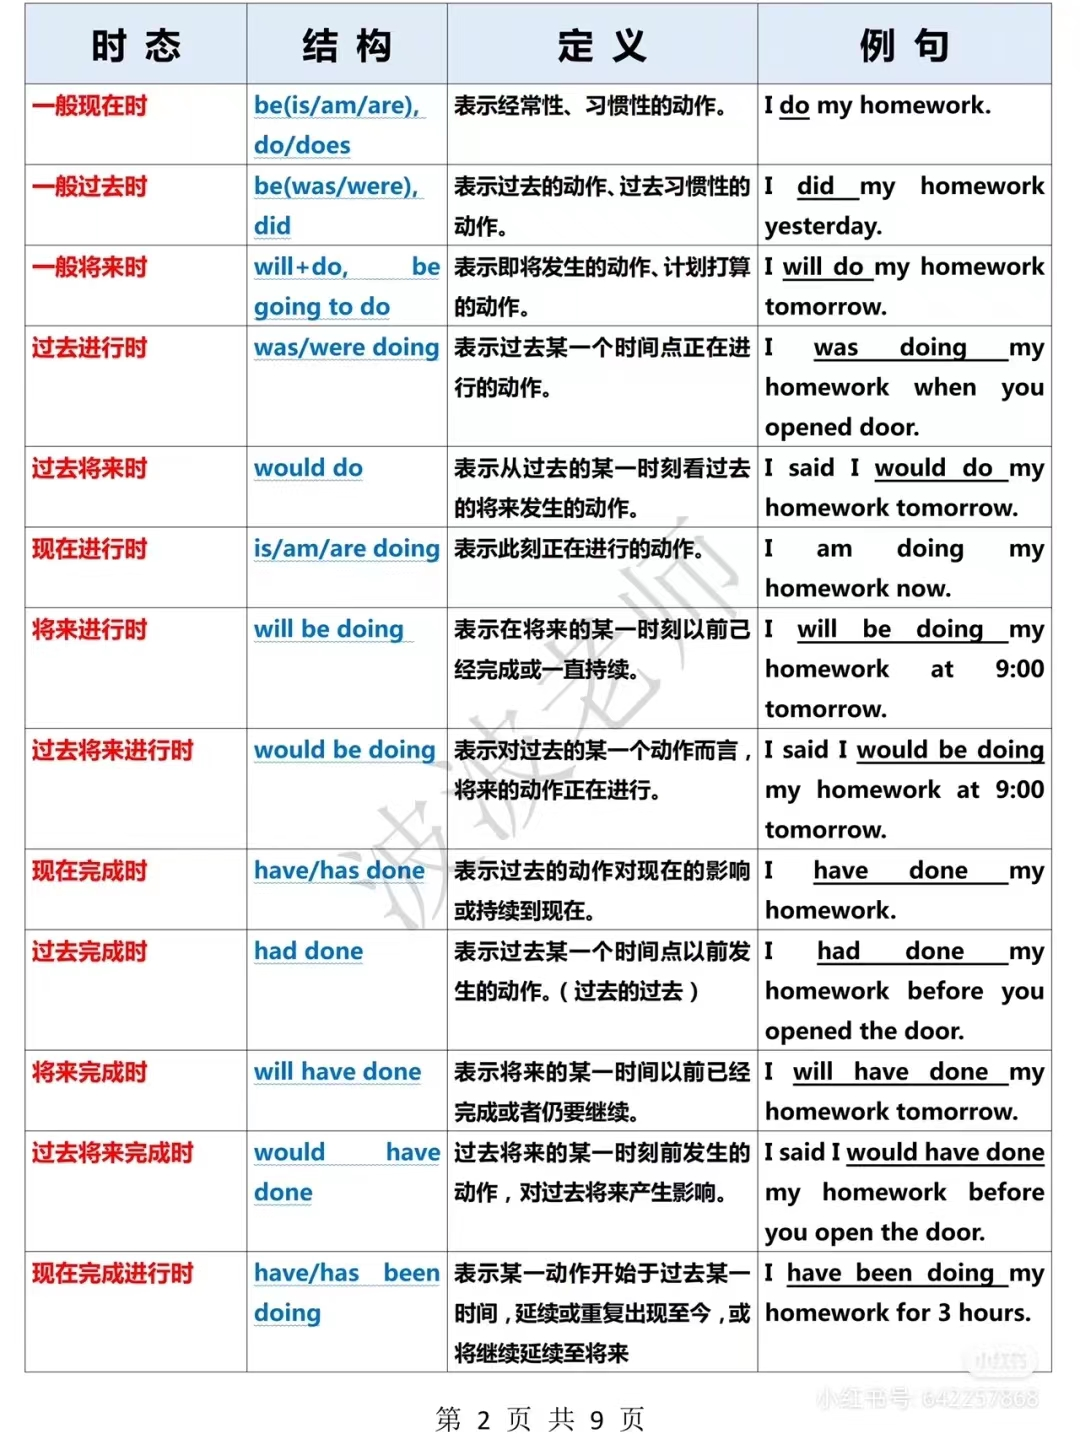 时 态 结 构 定 义 例 句
一般现在时
be(is/am/are),
do/does
表示经常性、习惯性的动作。
I do my homework.
一般过去时
be(was/were),
did
表示过去的动作、过去习惯性的
动作。
I did my homework
yesterday.
一般将来时
will+do, be
going to do
表示即将发生的动作、计划打算
的动作。
I will do my homework
tomorrow.
过去进行时
was/were doing
表示过去某一个时间点正在进
行的动作。
I was doing my
homework when you
opened door.
过去将来时
would do
表示从过去的某一时刻看过去
的将来发生的动作。
I said I would do my
homework tomorrow.
现在进行时
is/am/are doing
表示此刻正在进行的动作。
I am doing my
homework now.
将来进行时
will be doing
表示在将来的某一时刻以前已
经完成或一直持续。
I will be doing my
homework at 9:00
tomorrow.
过去将来进行时
would be doing
表示对过去的某一个动作而言，
将来的动作正在进行。
I said I would be doing
my homework at 9:00
tomorrow.
现在完成时
have/has done
表示过去的动作对现在的影响
或持续到现在。
I have done my
homework.
过去完成时
had done
表示过去某一个时间点以前发
生的动作。（过去的过去）
I had done my
homework before you
opened the door.
将来完成时
will have done
表示将来的某一时间以前已经
完成或者仍要继续。
I will have done my
homework tomorrow.
过去将来完成时
would have
done
过去将来的某一时刻前发生的
动作，对过去将来产生影响。
I said I would have done
my homework before
you open the door.
现在完成进行时
have/has been
doing
表示某一动作开始于过去某一
时间，延续或重复出现至今，或
将继续延续至将来
I have been doing my
homework for 3 hours.
波波老师
小红书
小红书号: 642257868
第 2 页 共 9 页